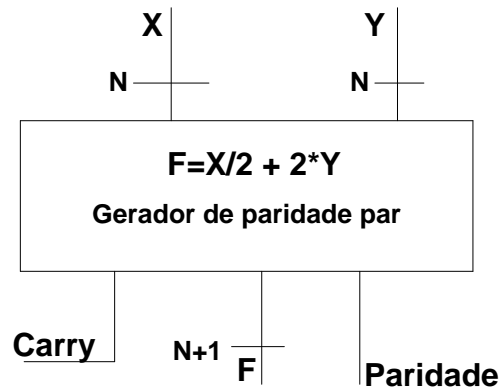 X Y
N N
F=X/2 + 2*Y
Gerador de paridade par
Carry N+1 F Paridade